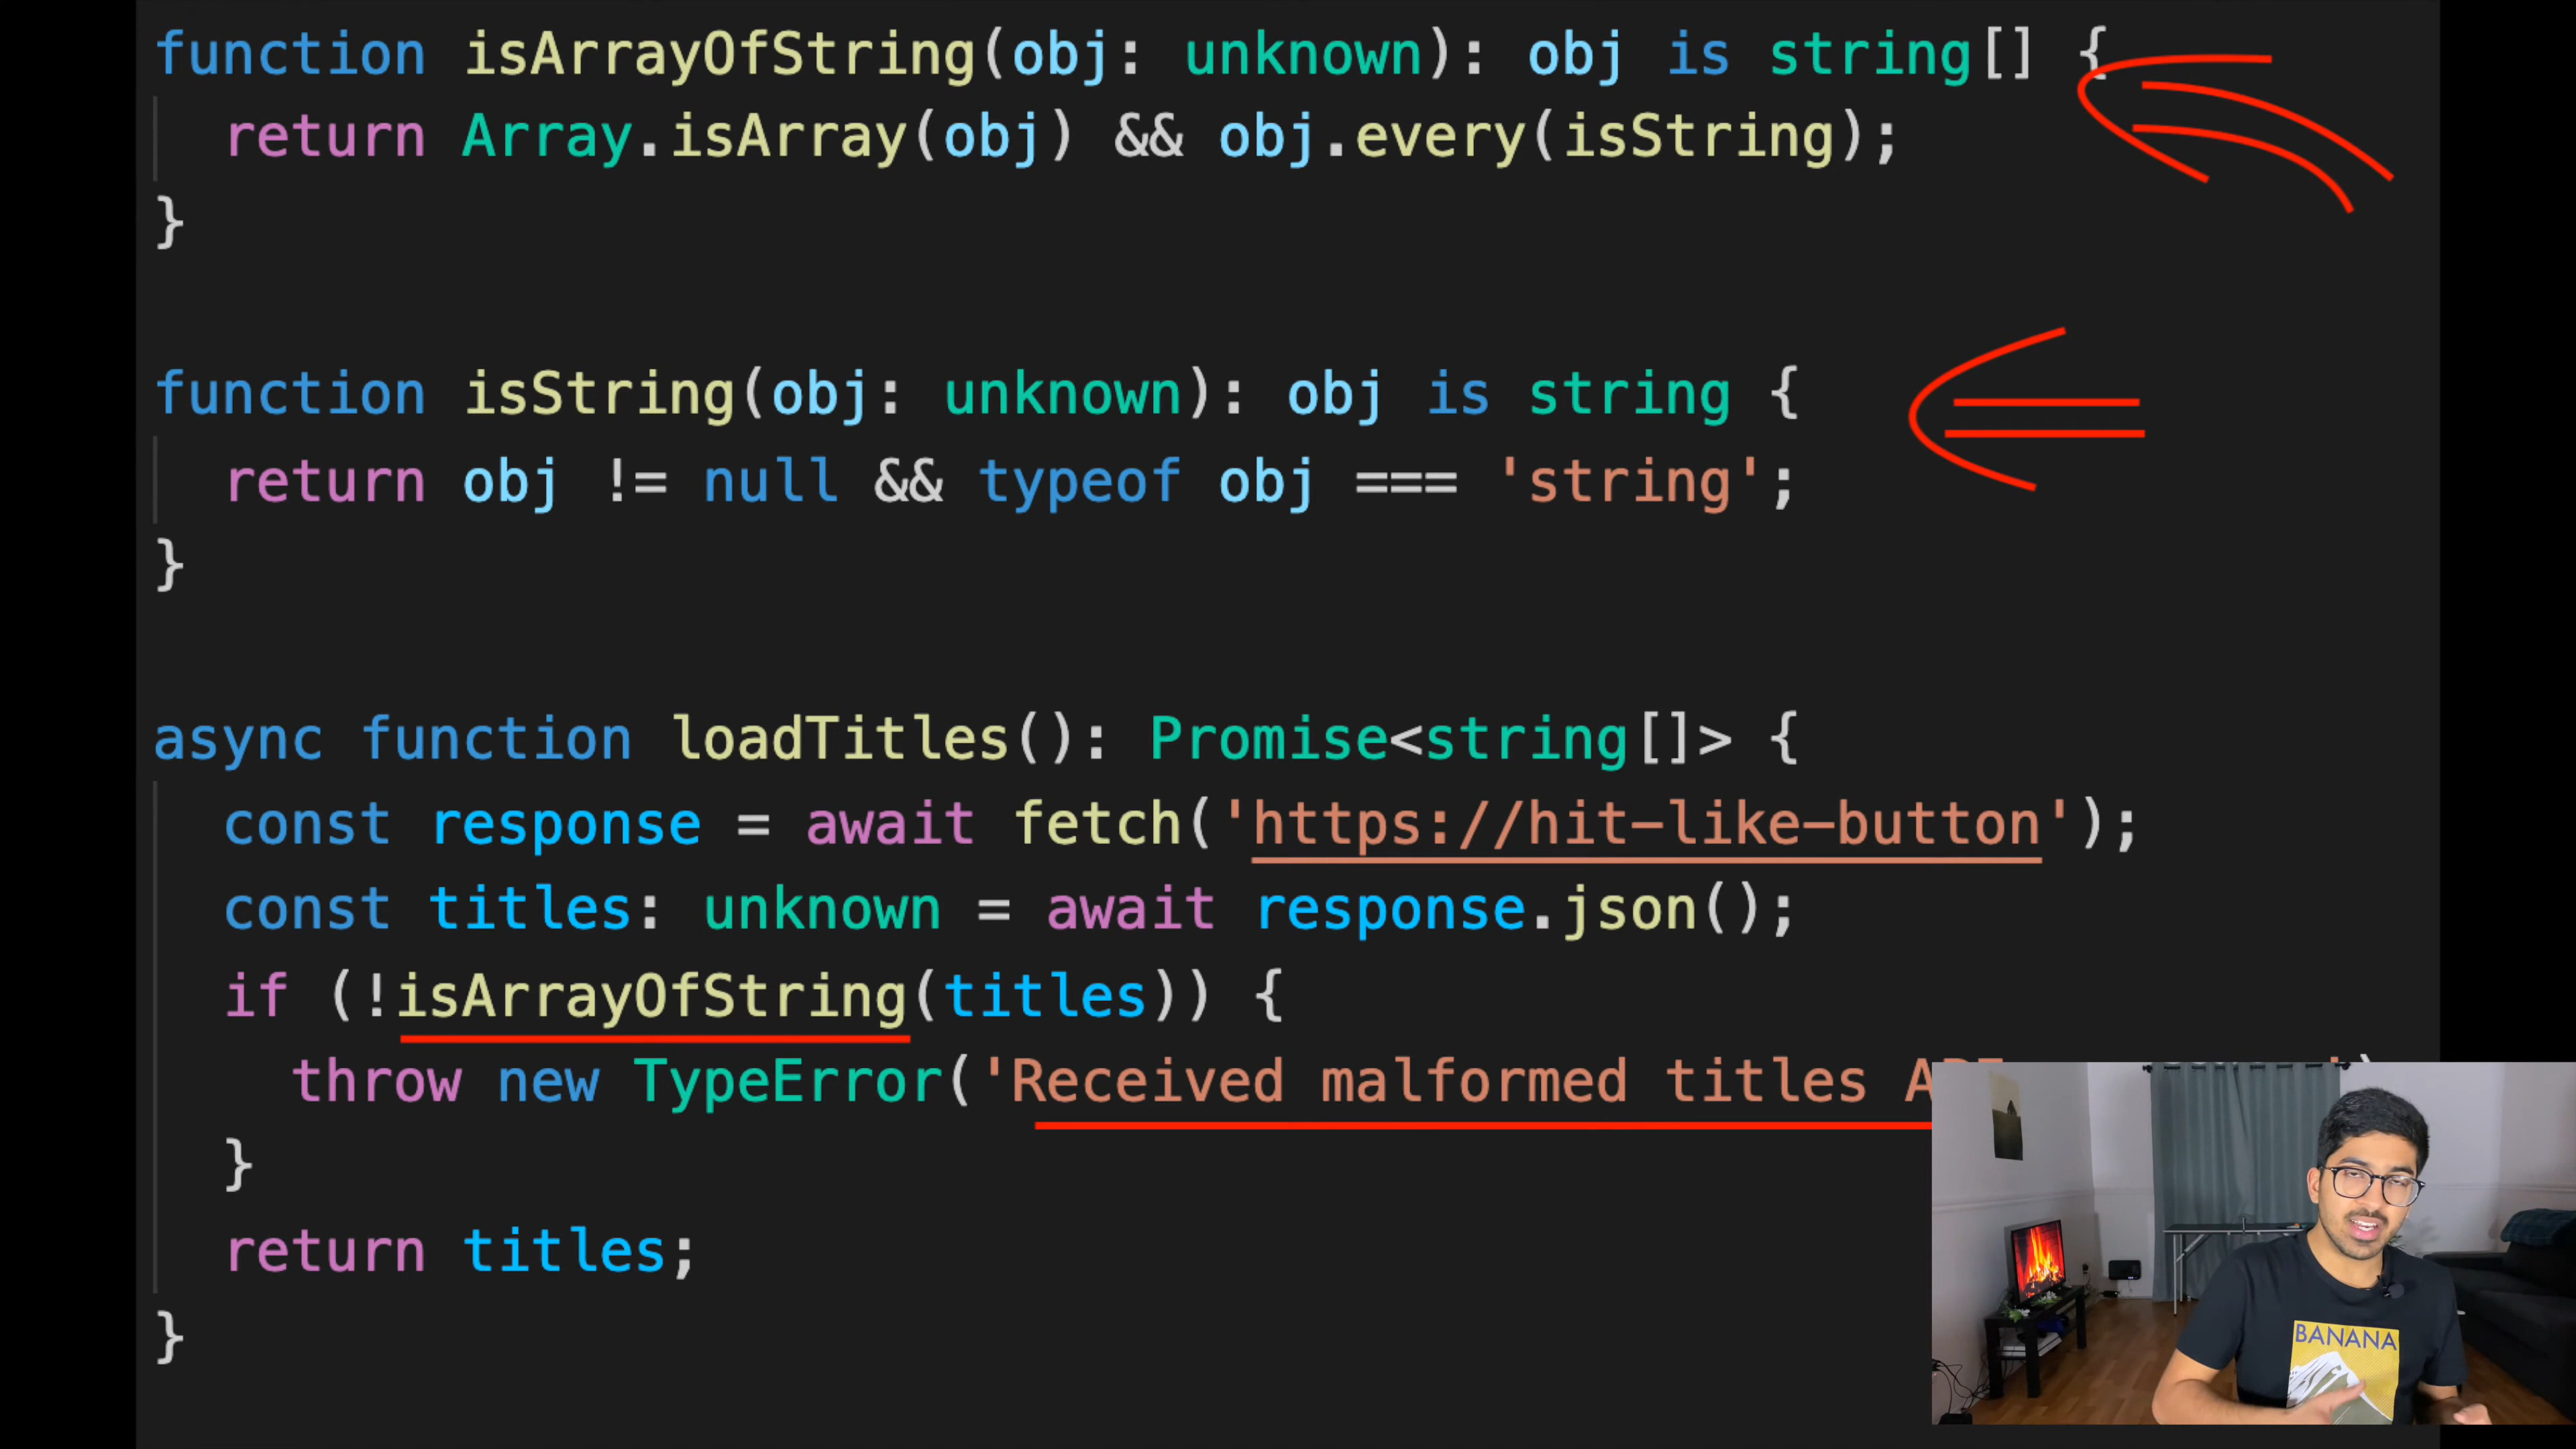 function isArrayOfString(obj: unknown): obj is string[] {
return Array.isArray(obj) && obj.every(isString);
}
function isString(obj: unknown): obj is string {
return obj != null && typeof obj === 'string';
}
async function loadTitles(): Promise<string[]> {
const response = await fetch('https://hit-like-button');
const titles: unknown = await response.json();
if (!isArrayOfString(titles)) {
throw new TypeError('Received malformed titles
}
return titles;
}
BANANA